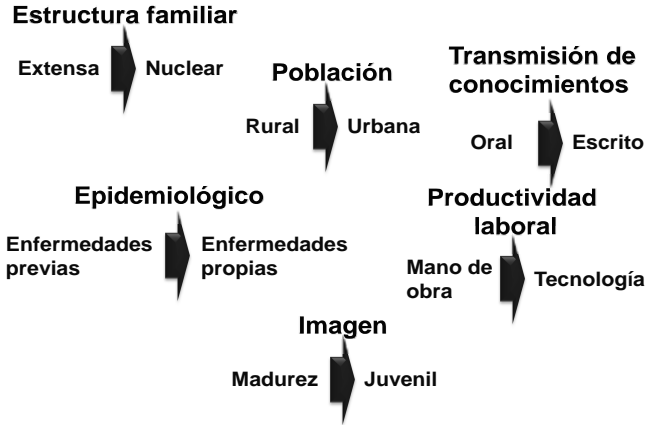 Estructura familiar
Extensa Nuclear
Población
Rural Urbana
Transmisión de
conocimientos
Oral Escrito
Epidemiológico
Enfermedades
previas
Enfermedades
propias
Productividad
laboral
Mano de
obra
Tecnología
Imagen
Madurez Juvenil